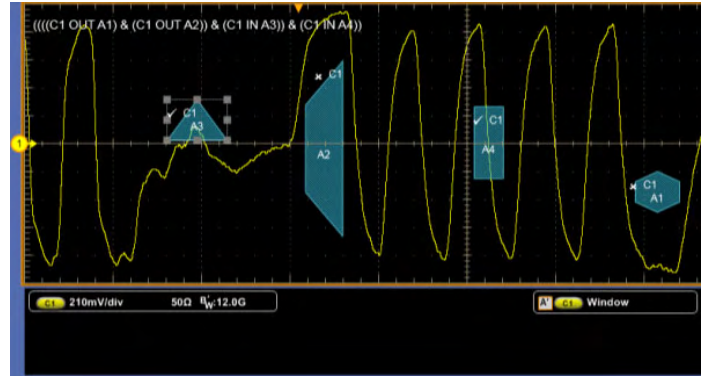 ((((C1 OUT A1) & (C1 OUT A2)) & (C1 IN A3)) & (C1 IN A4))
C1
C1
A3
C1
A4
A2
C1
A1
1
C1 210mV/div 50Ω BW:12.0G
A' C1 Window